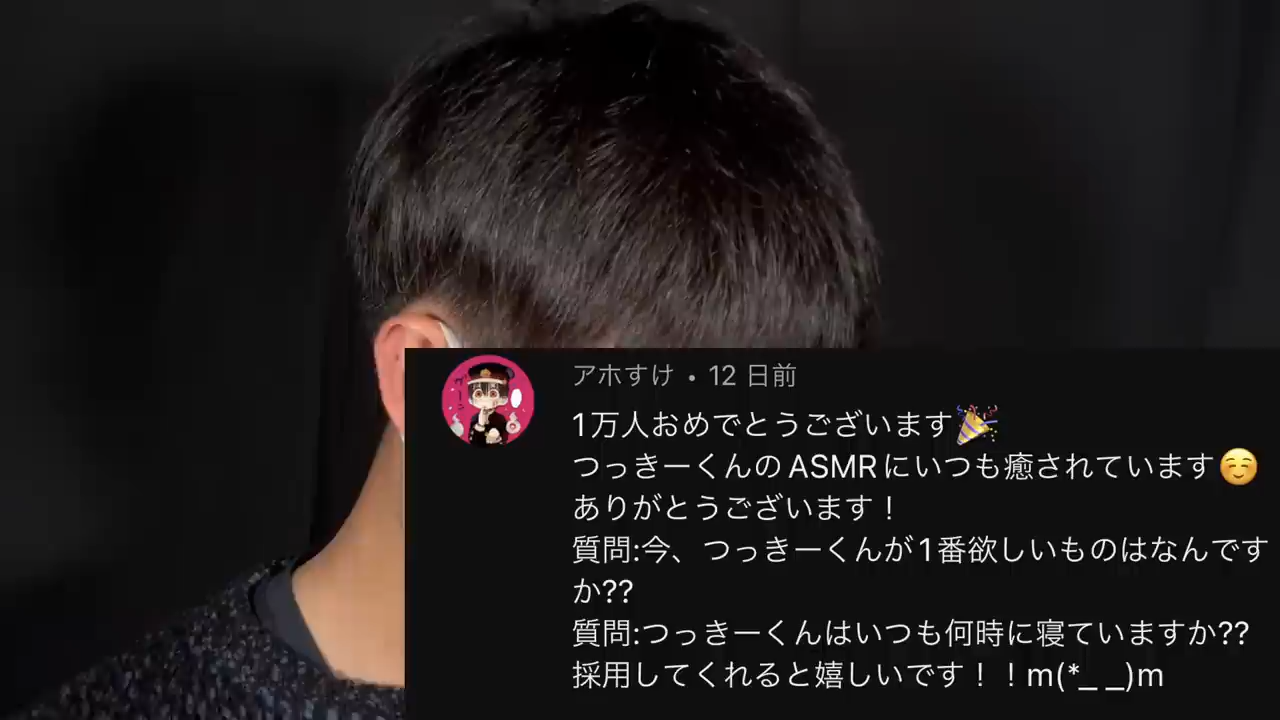 アホすけ・12 日前
1万人おめでとうございます🎉
つっきーくんのASMRにいつも癒されています☺️
ありがとうございます！
質問:今、つっきーくんが1番欲しいものはなんです
か??
質問:つっきーくんはいつも何時に寝ていますか??
採用してくれると嬉しいです！！m(*_ _)m